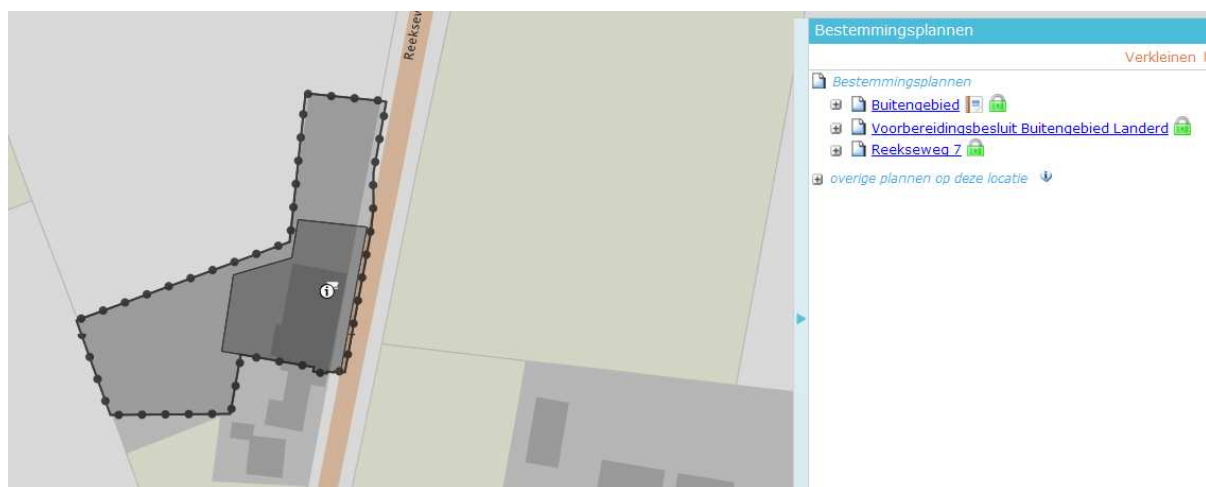 Reeksew
Bestemmingsplannen
Verkleinen
Bestemmingsplannen
Buitengebied
Voorbereidingsbesluit Buitengebied Landerd
Reekseweg 7
overige plannen op deze locatie